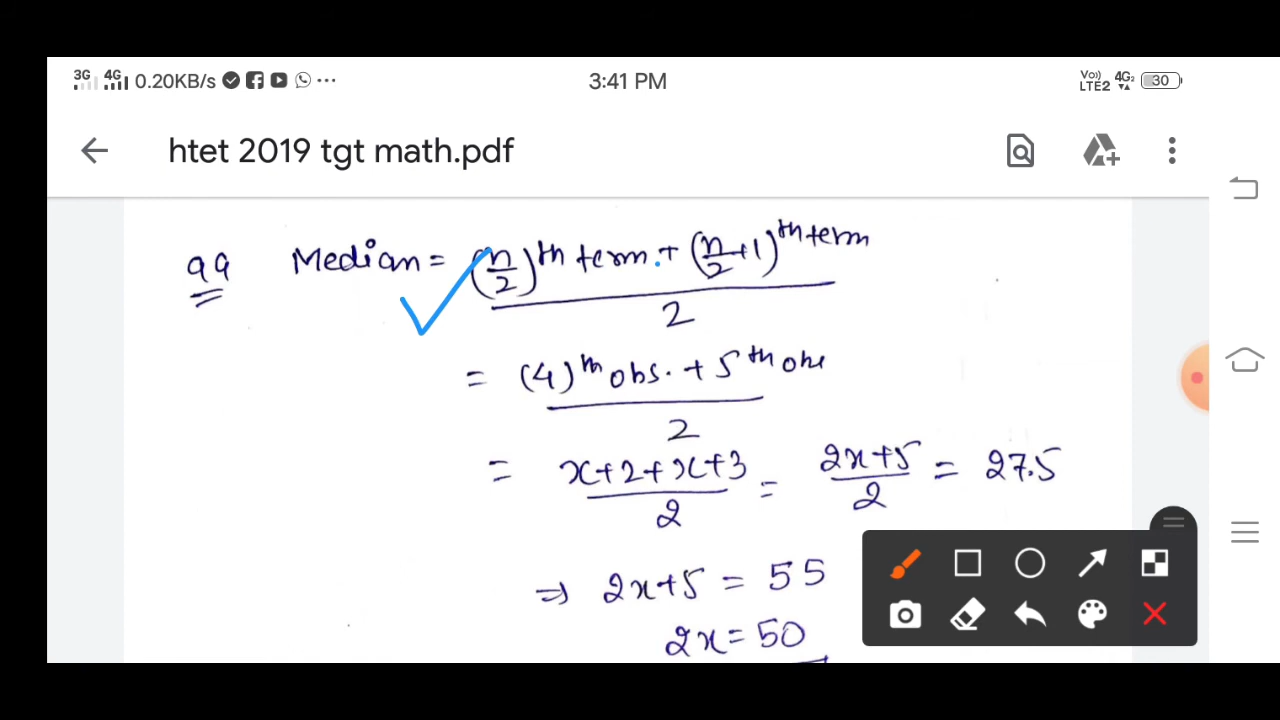 3G 4G 0.20KB/s ... 3:41 PM Vo) LTE2 4G2 30
htet 2019 tgt math.pdf
99 Median = (n/2)th term + (n/2+1)th term / 2
= (4)th obs. + 5th obs / 2
= x+2+x+3 / 2 = 2x+5 / 2 = 27.5
⇒ 2x+5 = 55
2x = 50